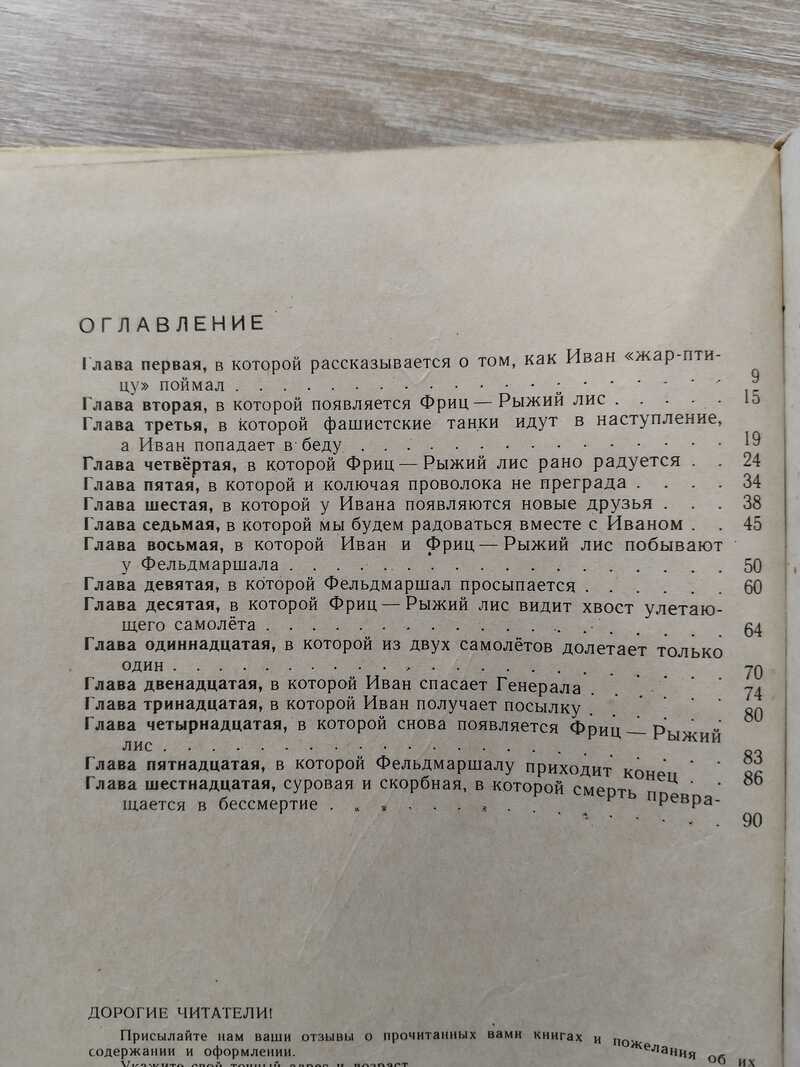 ОГЛАВЛЕНИЕ
Глава первая, в которой рассказывается о том, как Иван «жар-пти-
цу» поймал . . . . . . . . . . . . . . . . . . . . 9
Глава вторая, в которой появляется Фриц — Рыжий лис . . . . . 15
Глава третья, в которой фашистские танки идут в наступление,
а Иван попадает в беду . . . . . . . . . . . . . . . 19
Глава четвёртая, в которой Фриц — Рыжий лис рано радуется . . 24
Глава пятая, в которой и колючая проволока не преграда . . . . 34
Глава шестая, в которой у Ивана появляются новые друзья . . . 38
Глава седьмая, в которой мы будем радоваться вместе с Иваном . . 45
Глава восьмая, в которой Иван и Фриц — Рыжий лис побывают
у Фельдмаршала . . . . . . . . . . . . . . . . . . 50
Глава девятая, в которой Фельдмаршал просыпается . . . . . . 60
Глава десятая, в которой Фриц — Рыжий лис видит хвост улетаю-
щего самолёта . . . . . . . . . . . . . . . . . . . 64
Глава одиннадцатая, в которой из двух самолётов долетает только
один . . . . . . . . . . . . . . . . . . . . . . . 70
Глава двенадцатая, в которой Иван спасает Генерала . . . . . . 74
Глава тринадцатая, в которой Иван получает посылку . . . . . . 80
Глава четырнадцатая, в которой снова появляется Фриц — Рыжий
лис . . . . . . . . . . . . . . . . . . . . . . . 83
Глава пятнадцатая, в которой Фельдмаршалу приходит конец . . 86
Глава шестнадцатая, суровая и скорбная, в которой смерть превра-
щается в бессмертие . . . . . . . . . . . . . . . . 90
ДОРОГИЕ ЧИТАТЕЛИ!
Присылайте нам ваши отзывы о прочитанных вами книгах и пожелания об их
содержании и оформлении.
Укажите свой точный адрес и возраст.